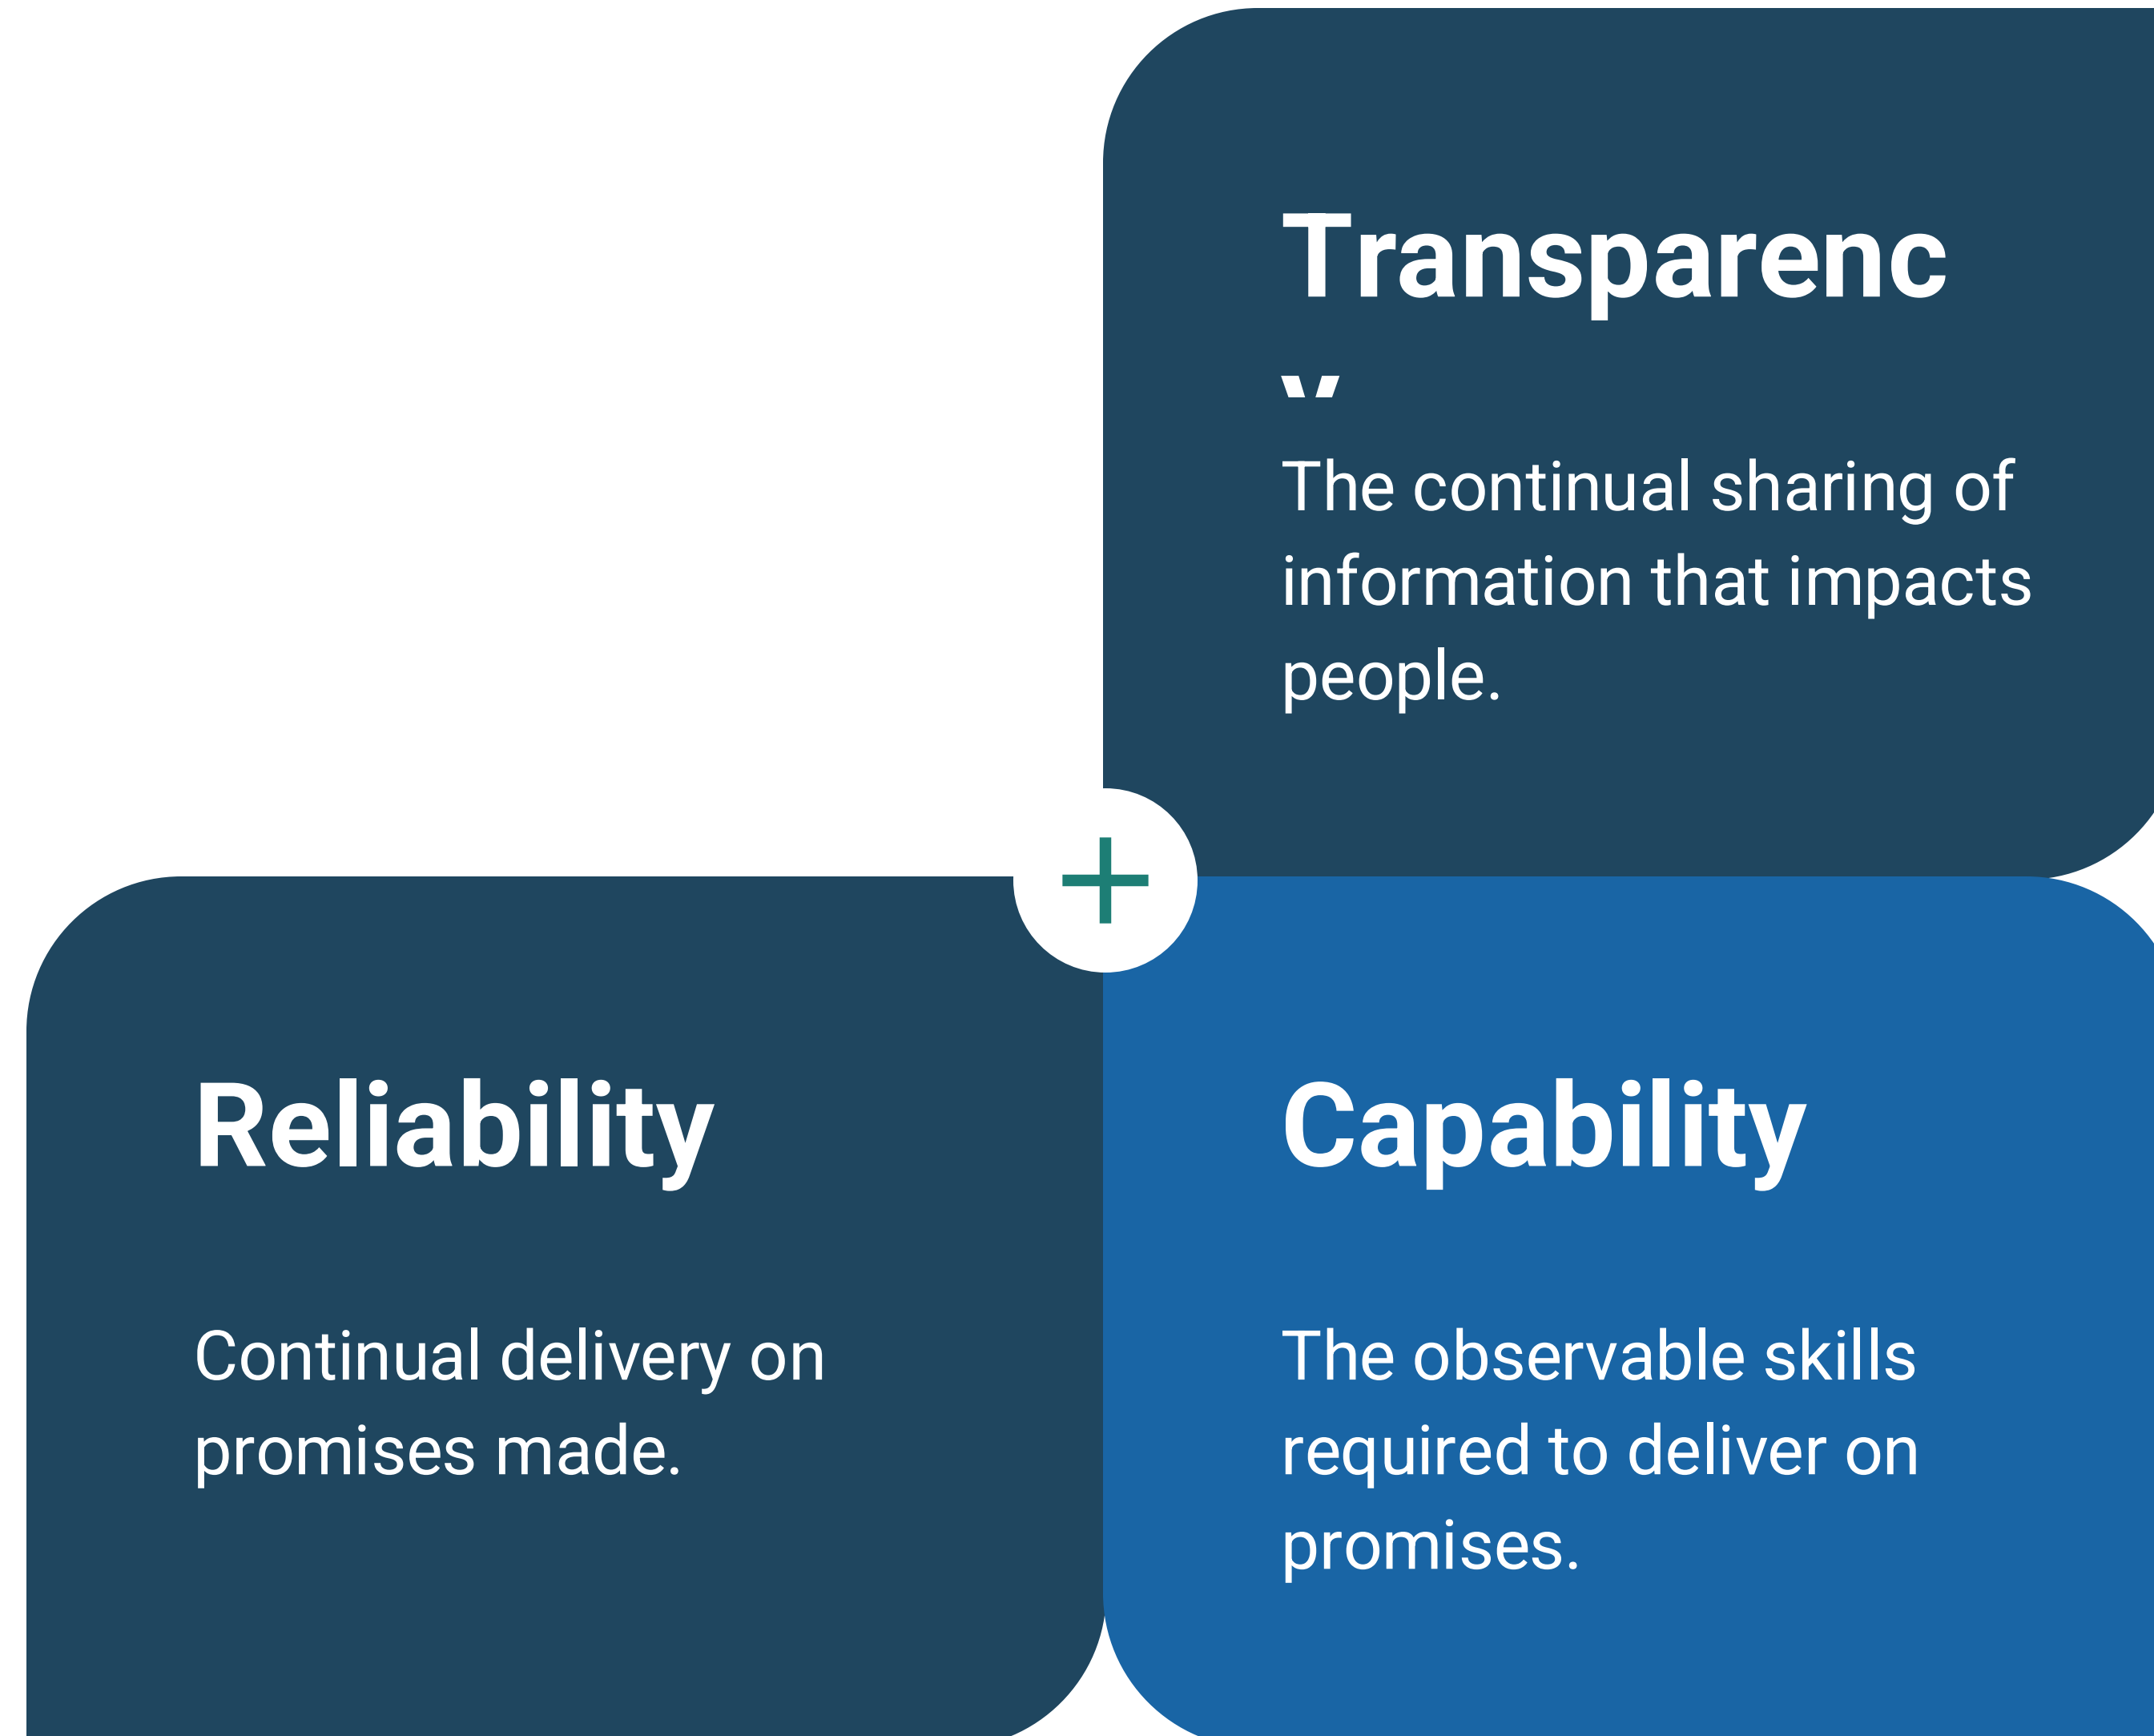 Transparenc
y
The continual sharing of
information that impacts
people.
Reliability
Continual delivery on
promises made.
Capability
The observable skills
required to deliver on
promises.